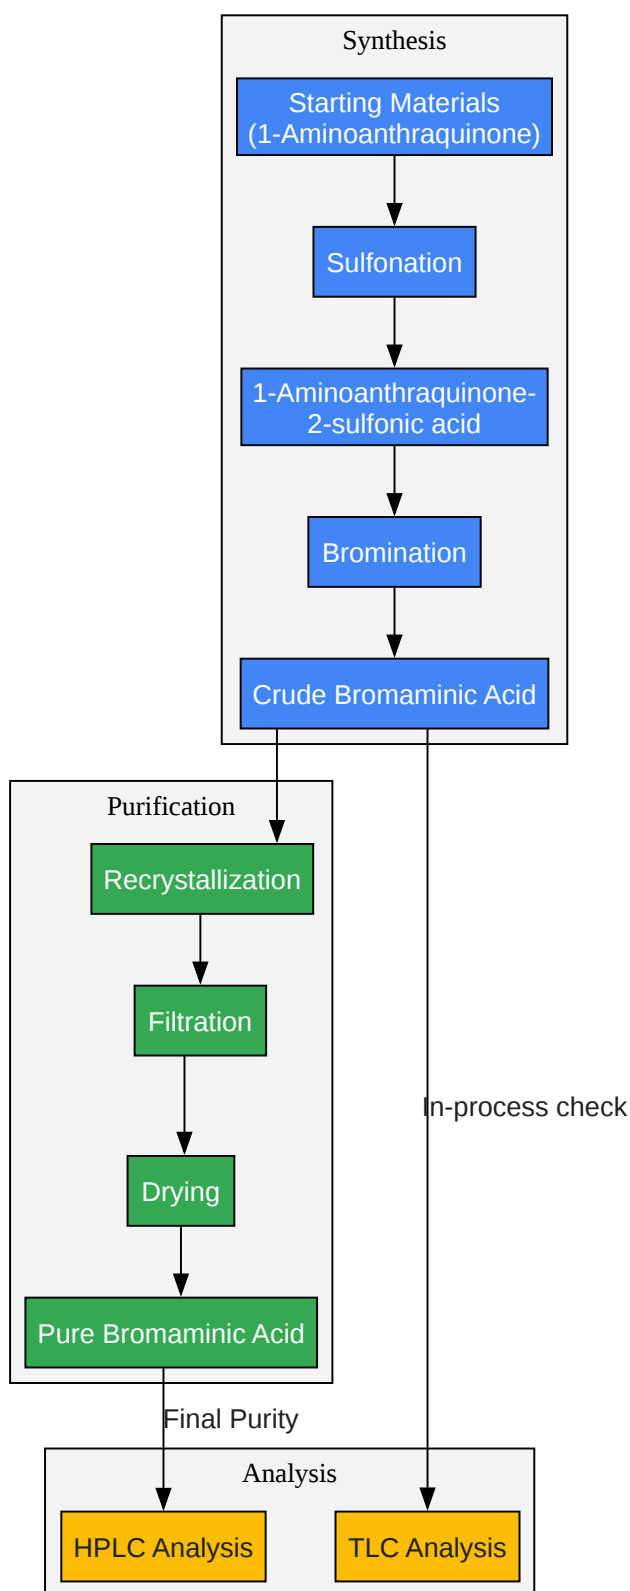 Synthesis
Starting Materials
(1-Aminoanthraquinone)
Sulfonation
1-Aminoanthraquinone-
2-sulfonic acid
Bromination
Crude Bromaminic Acid
Purification
Recrystallization
Filtration
In-process check
Drying
Pure Bromaminic Acid
Final Purity
Analysis
HPLC Analysis
TLC Analysis